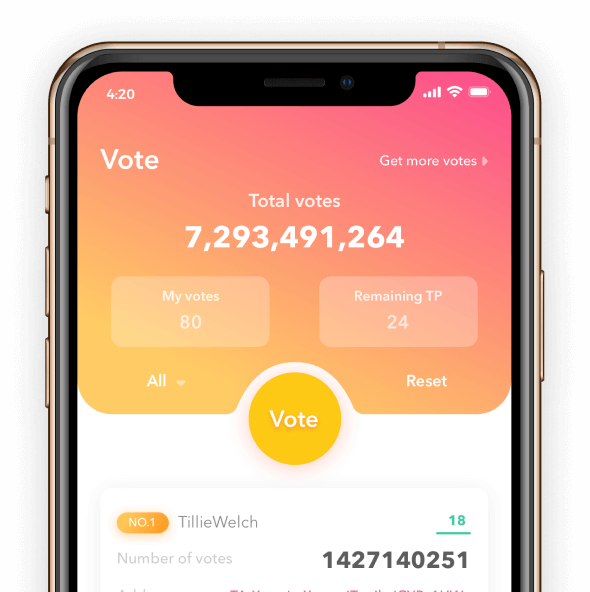 4:20
Vote
Get more votes
Total votes
7,293,491,264
My votes
Remaining TP
80
24
All
Reset
Vote
NO.1
TillieWelch
18
Number of votes
1427140251